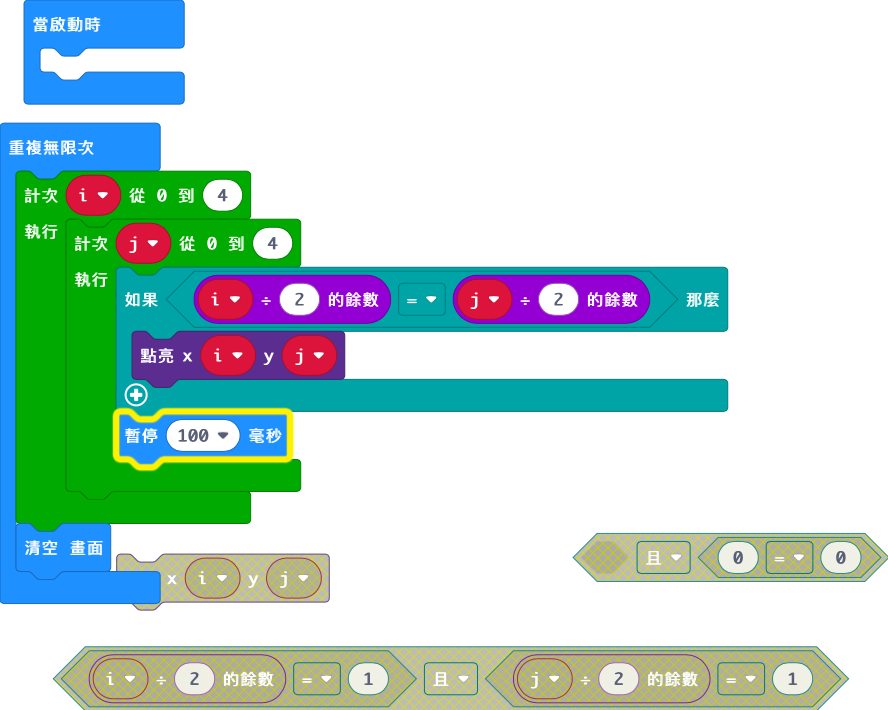 當啟動時
重複無限次
計次 i 從 0 到 4
執行
計次 j 從 0 到 4
執行
如果 i ÷ 2 的餘數 = j ÷ 2 的餘數 那麼
點亮 x i y j
暫停 100 毫秒
清空 畫面
x i y j
且 0 = 0
i ÷ 2 的餘數 = 1 且 j ÷ 2 的餘數 = 1